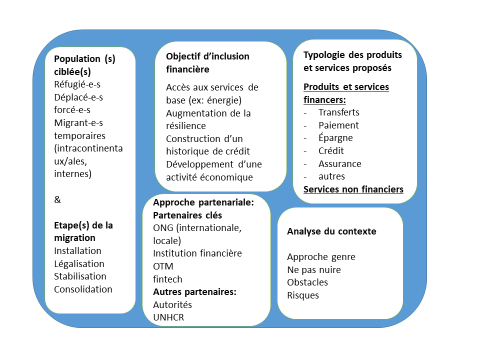 Population (s)
ciblée(s)
Réfugié-e-s
Déplacé-e-s
forcé-e-s
Migrant-e-s
temporaires
(intracontinenta
ux/ales,
internes)
&
Etape(s) de la
migration
Installation
Légalisation
Stabilisation
Consolidation
Objectif d'inclusion
financière
Accès aux services de
base (ex: énergie)
Augmentation de la
résilience
Construction d'un
historique de crédit
Développement d'une
activité économique
Typologie des produits
et services proposés
Produits et services
financers:
- Transferts
- Paiement
- Épargne
- Crédit
- Assurance
- autres
Services non financiers
Approche partenariale:
Partenaires clés
ONG (internationale,
locale)
Institution financière
OTM
fintech
Autres partenaires:
Autorités
UNHCR
Analyse du contexte
Approche genre
Ne pas nuire
Obstacles
Risques